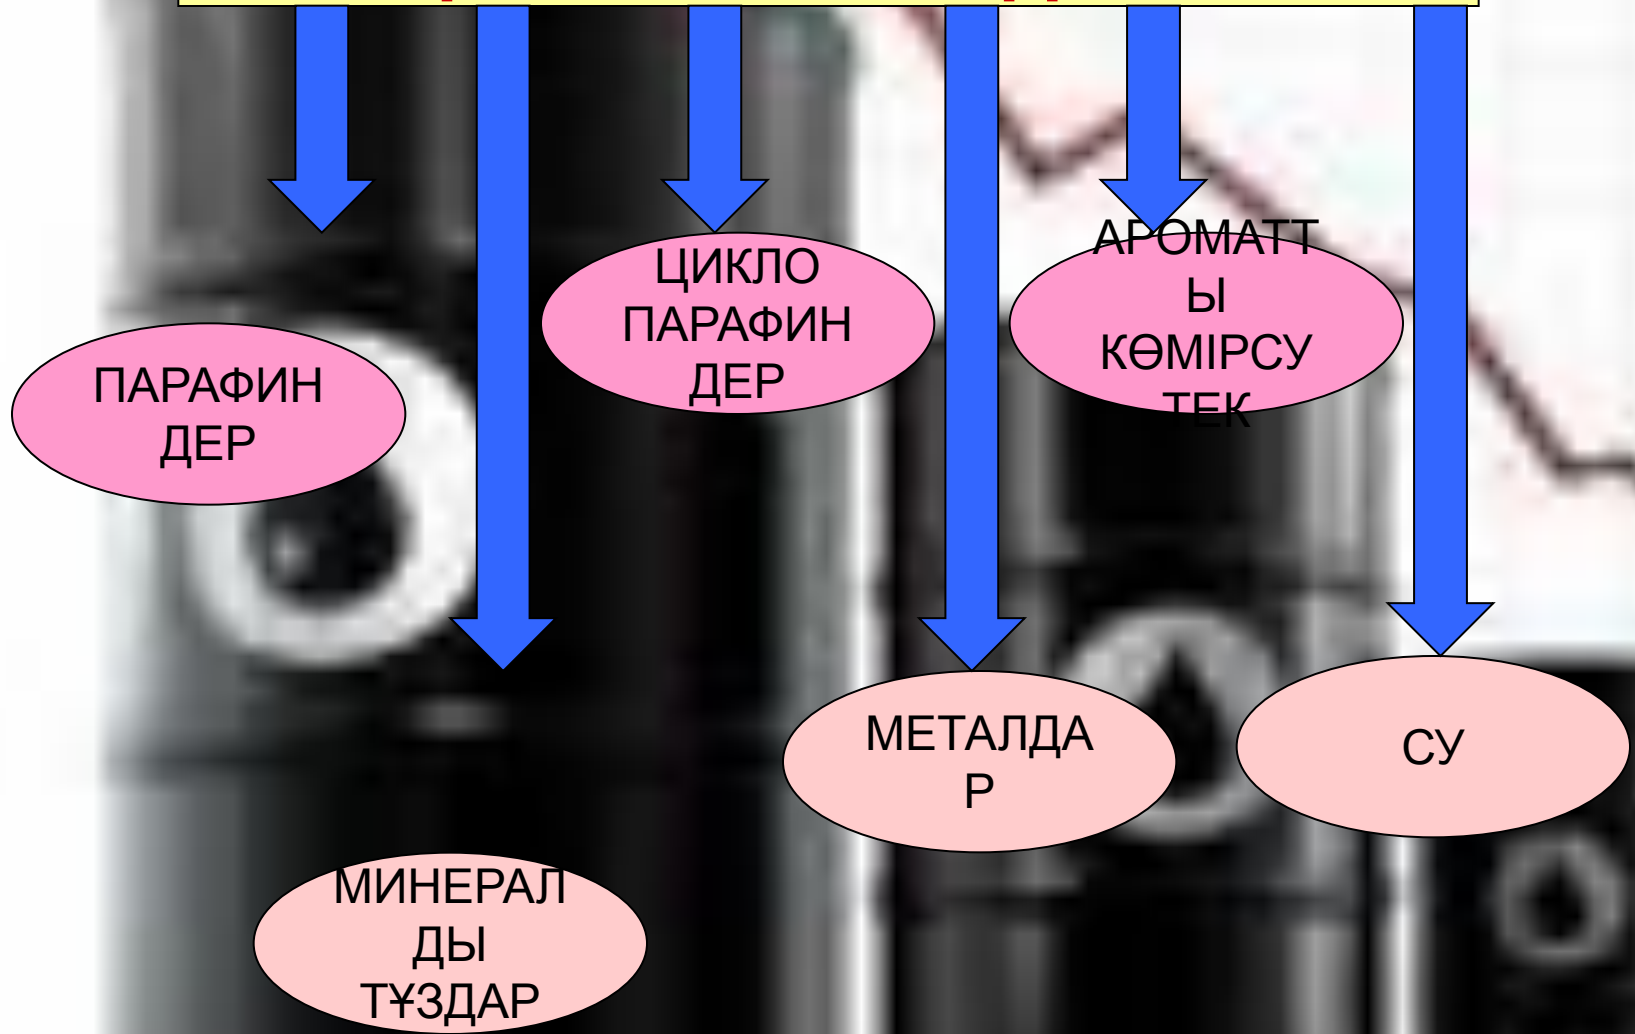 ПАРАФИН
ДЕР
ЦИКЛО
ПАРАФИН
ДЕР
АРОМАТТ
Ы
КӨМІРСУ
ТЕК
МИНЕРАЛ
ДЫ
ТҰЗДАР
МЕТАЛДА
Р
СУ